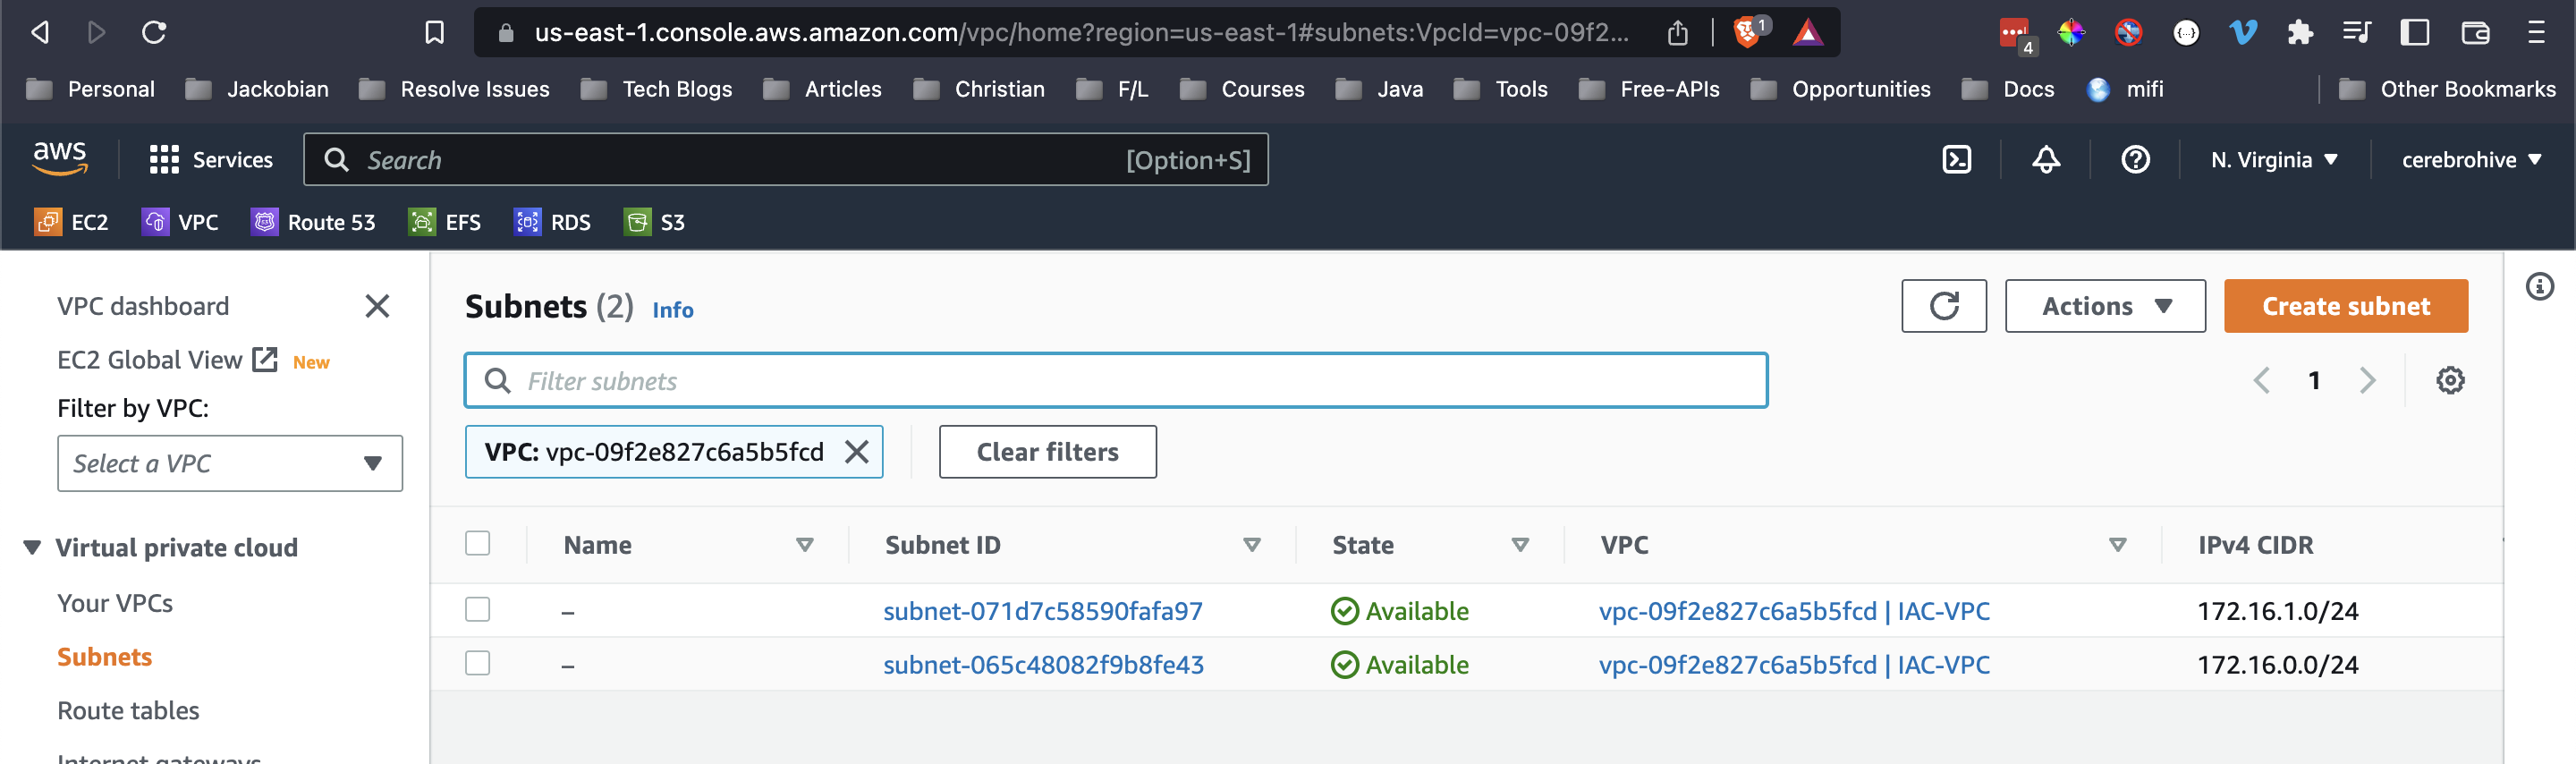 us-east-1.console.aws.amazon.com/vpc/home?region=us-east-1#subnets:VpcId=vpc-09f2... 1 4
Personal Jackobian Resolve Issues Tech Blogs Articles Christian F/L Courses Java Tools Free-APIs Opportunities Docs mifi Other Bookmarks
aws Services Search [Option+S] N. Virginia cerebrohive
EC2 VPC Route 53 EFS RDS S3
VPC dashboard
EC2 Global View New
Filter by VPC:
Select a VPC
Virtual private cloud
Your VPCs
Subnets
Route tables
Internet gateways
Subnets (2) Info Actions Create subnet
Filter subnets 1
VPC: vpc-09f2e827c6a5b5fcd Clear filters
Name Subnet ID State VPC IPv4 CIDR
– subnet-071d7c58590fafa97 Available vpc-09f2e827c6a5b5fcd | IAC-VPC 172.16.1.0/24
– subnet-065c48082f9b8fe43 Available vpc-09f2e827c6a5b5fcd | IAC-VPC 172.16.0.0/24